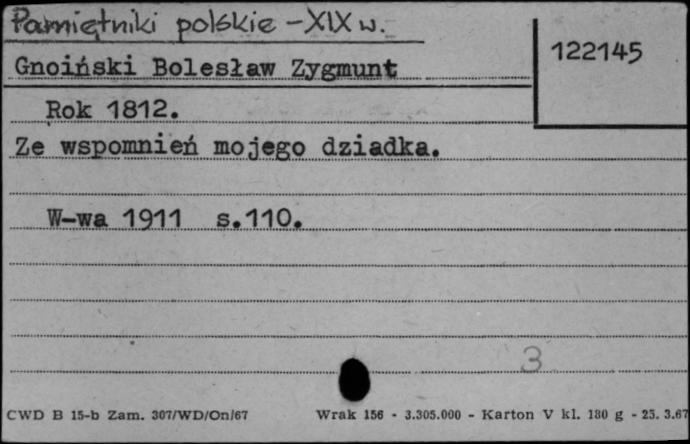 Pamiętniki polskie - XIX w.
122145
Gnoiński Bolesław Zygmunt
Rok 1812.
Ze wspomnień mojego dziadka.
W-wa 1911 s.110.
3
CWD B 15-b Zam. 307/WD/On/67 Wrak 156 - 3.305.000 - Karton V kl. 180 g - 25. 3.67